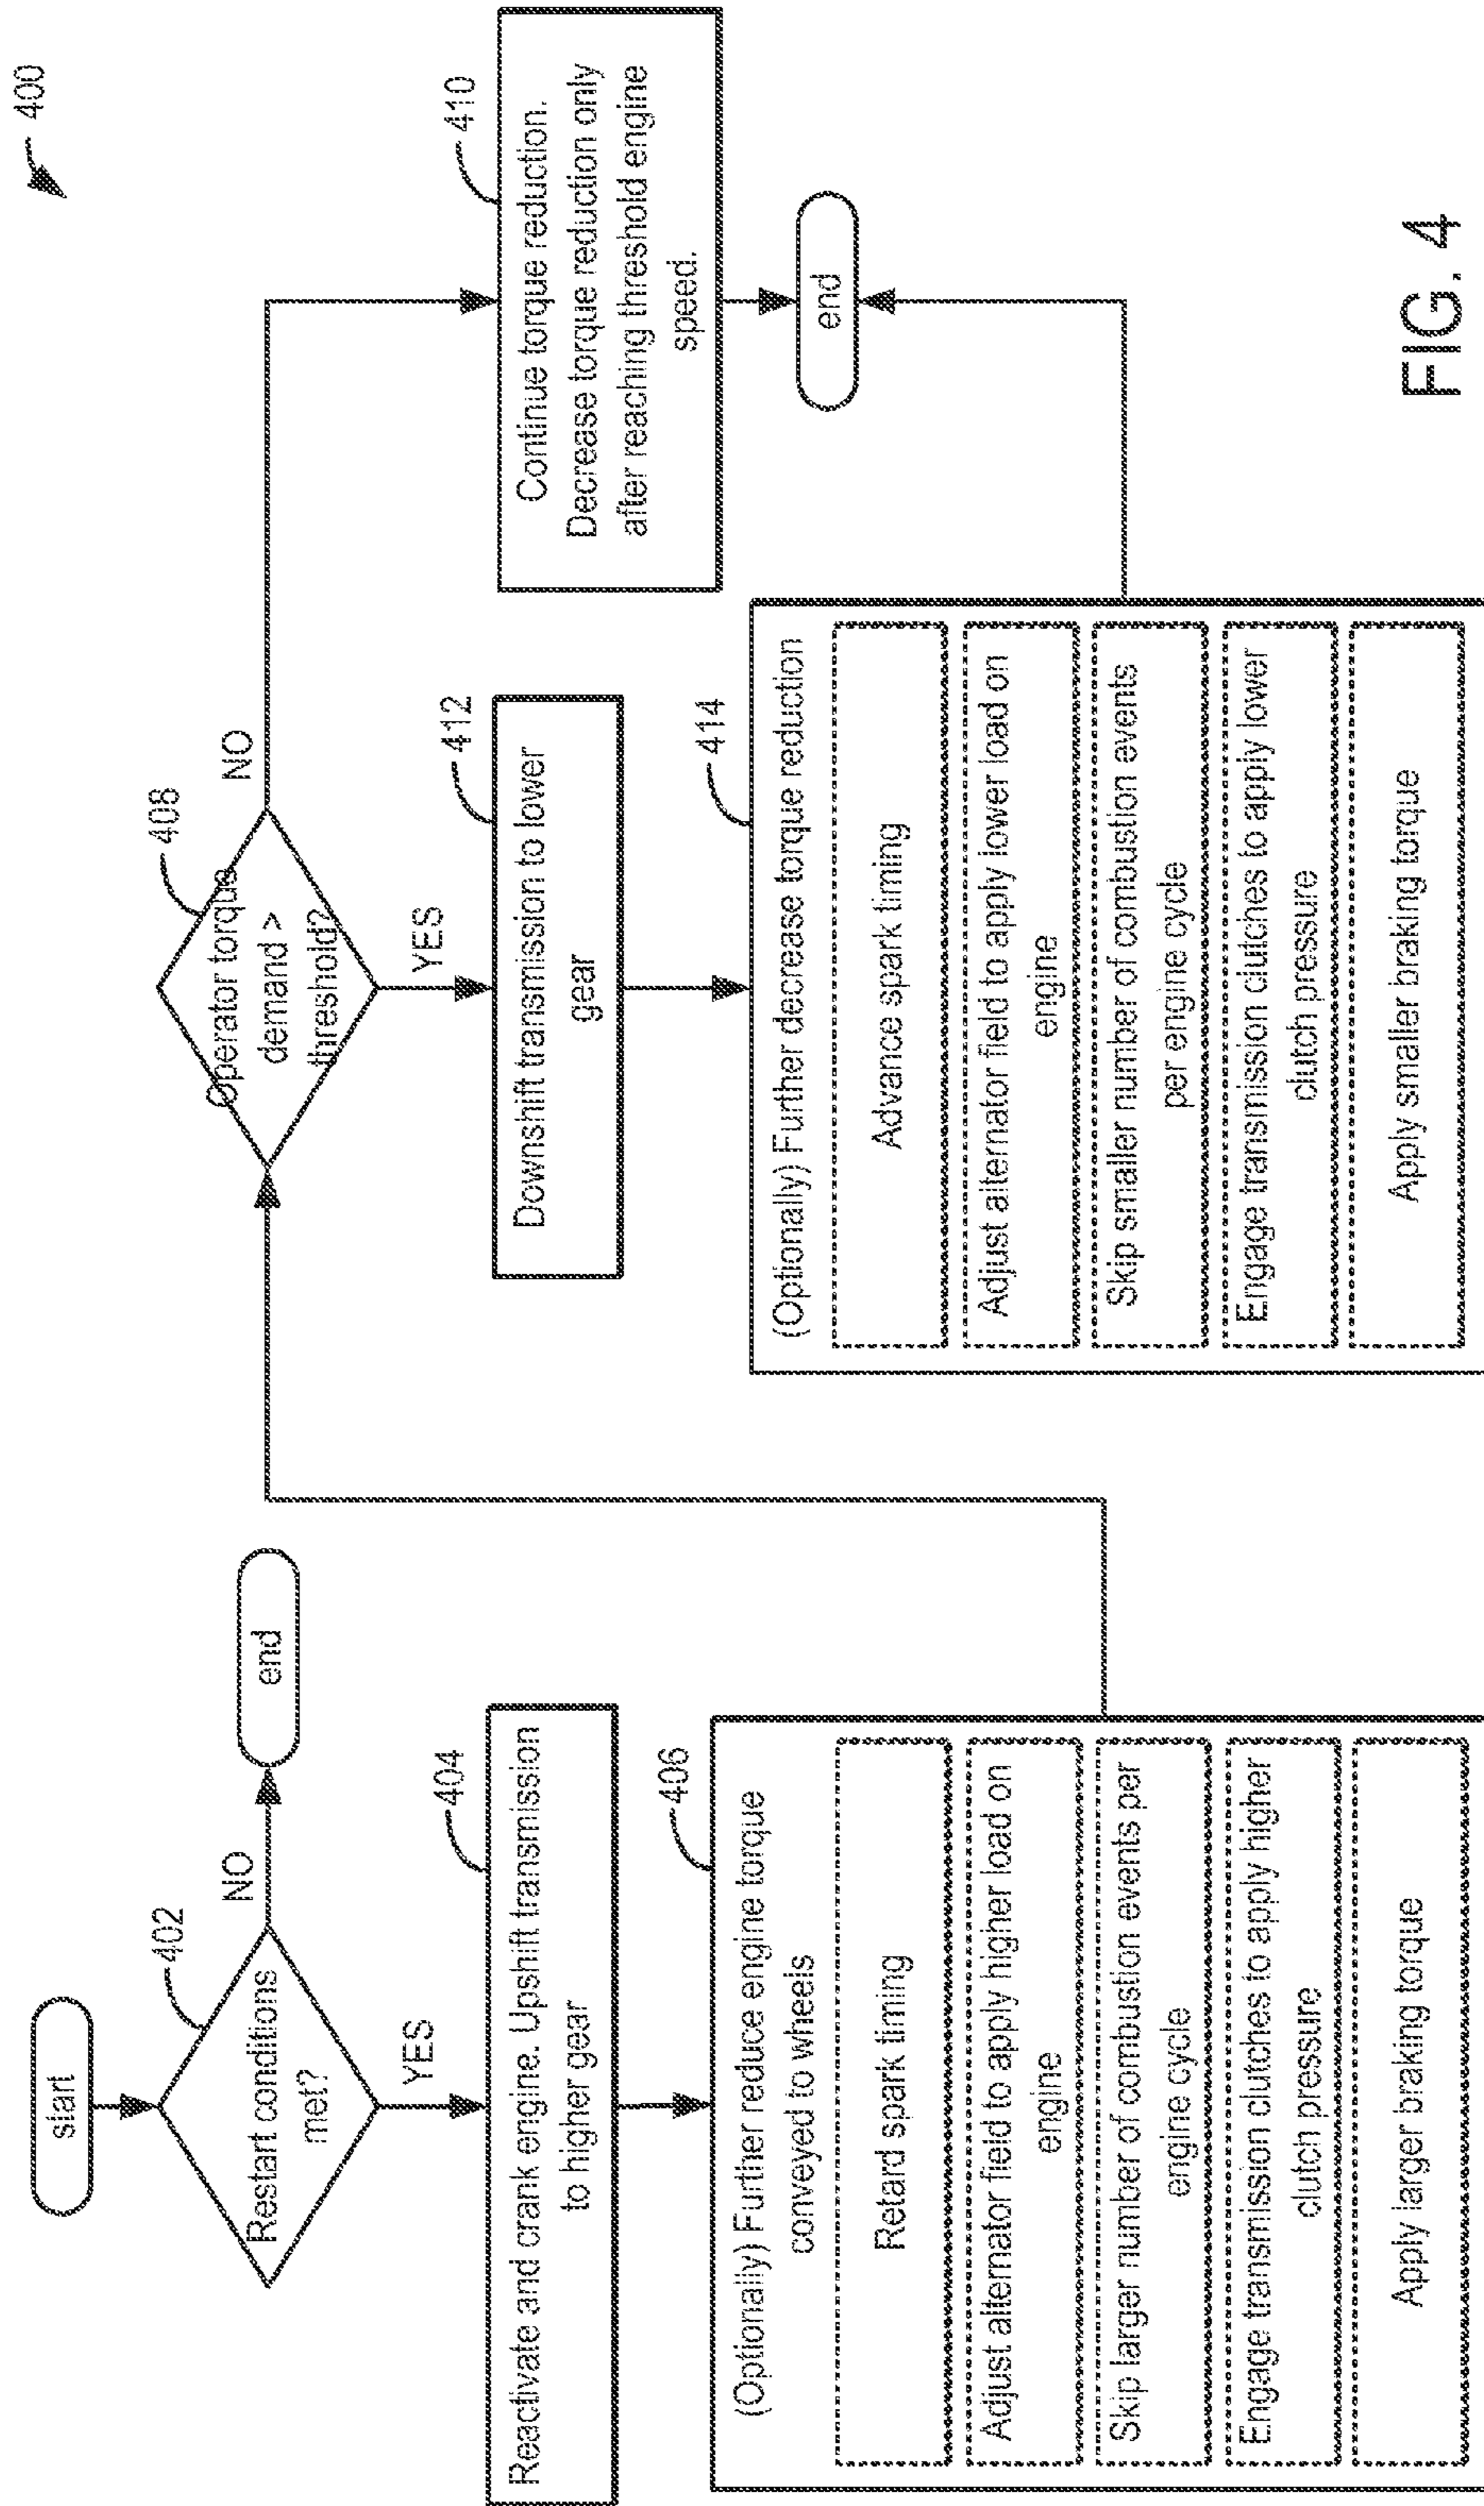 400
start
402
Restart conditions
met?
NO
end
YES
404
Reactivate and crank engine. Upshift transmission
to higher gear
406
(Optionally) Further reduce engine torque
conveyed to wheels
Retard spark timing
Adjust alternator field to apply higher load on
engine
Skip larger number of combustion events per
engine cycle
Engage transmission clutches to apply higher
clutch pressure
Apply larger braking torque
408
Operator torque
demand >
threshold?
NO
YES
410
Continue torque reduction.
Decrease torque reduction only
after reaching threshold engine
speed.
412
Downshift transmission to lower
gear
414
(Optionally) Further decrease torque reduction
Advance spark timing
Adjust alternator field to apply lower load on
engine
Skip smaller number of combustion events
per engine cycle
Engage transmission clutches to apply lower
clutch pressure
Apply smaller braking torque
end
FIG. 4